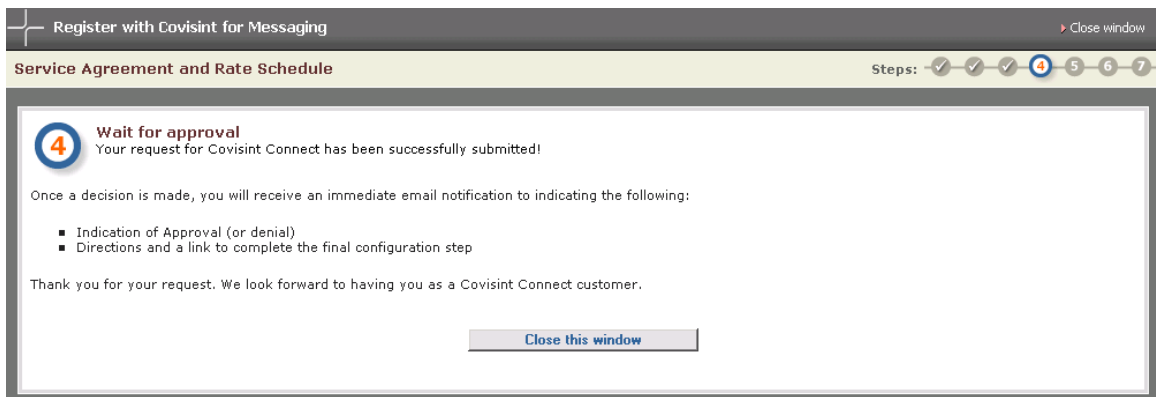 Register with Covisint for Messaging
Close window
Service Agreement and Rate Schedule
Steps: 4 5 6 7
4
Wait for approval
Your request for Covisint Connect has been successfully submitted!
Once a decision is made, you will receive an immediate email notification to indicating the following:
Indication of Approval (or denial)
Directions and a link to complete the final configuration step
Thank you for your request. We look forward to having you as a Covisint Connect customer.
Close this window